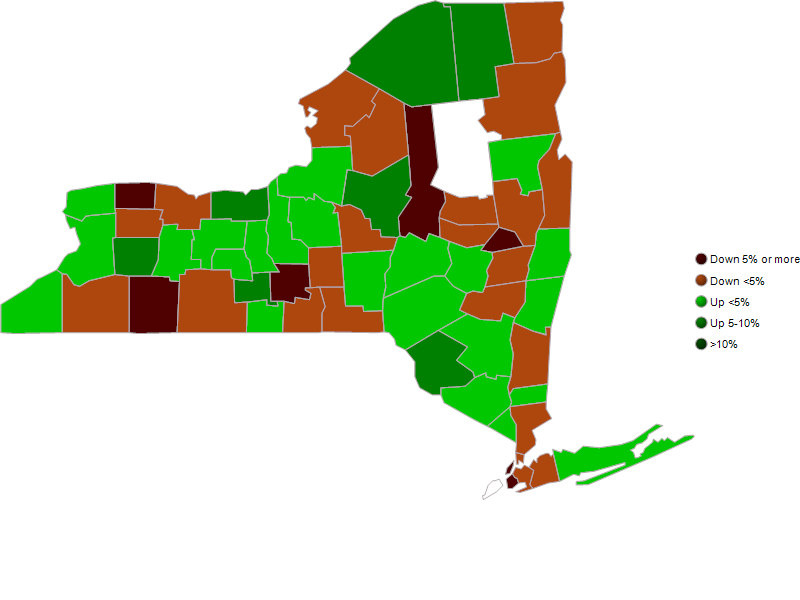 Down 5% or more
Down <5%
Up <5%
Up 5-10%
>10%